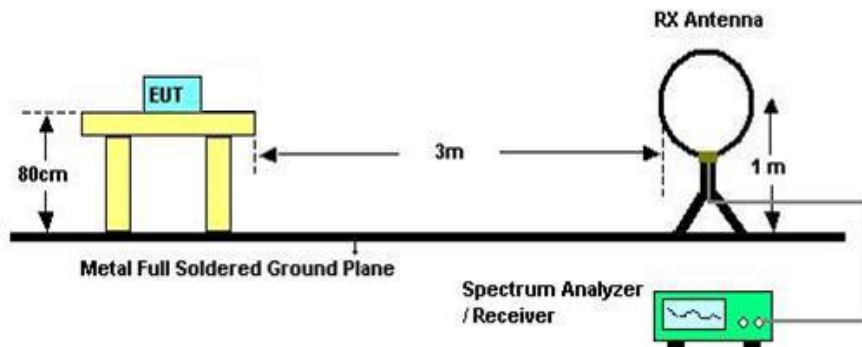 RX Antenna
EUT
80cm
3m
1 m
Metal Full Soldered Ground Plane
Spectrum Analyzer
/ Receiver